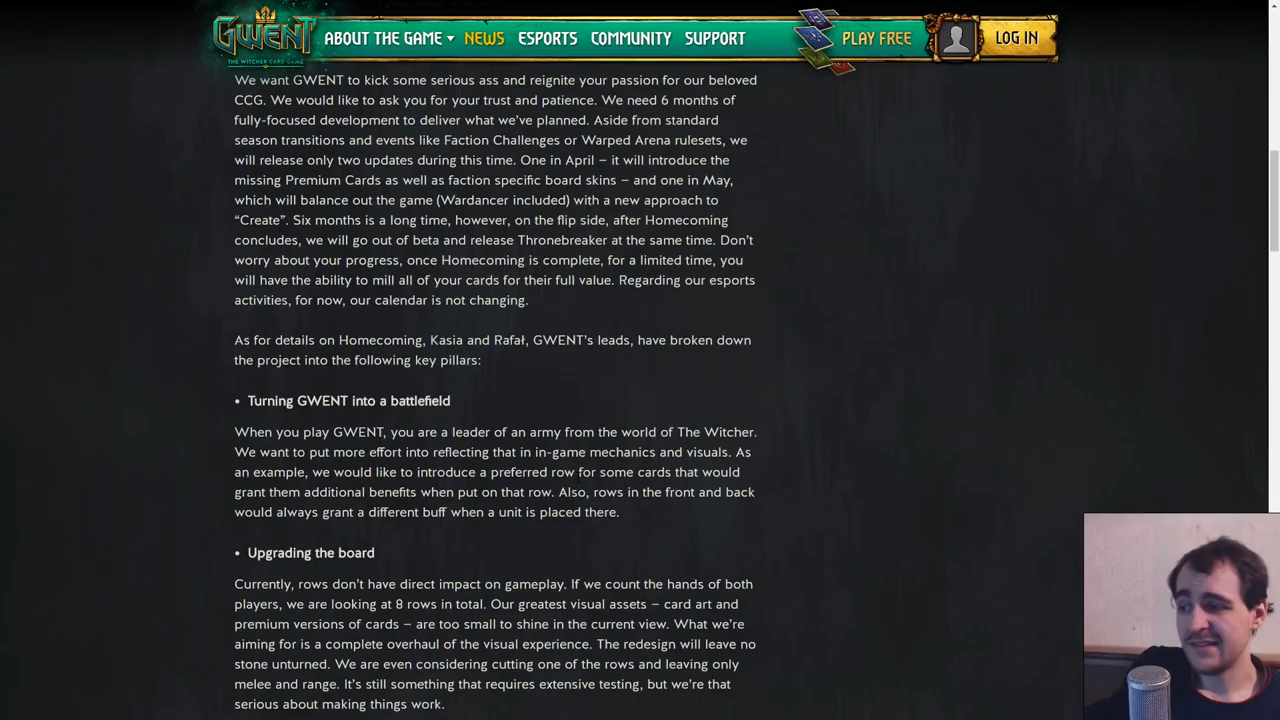 GWENT
THE WITCHER CARD GAME
ABOUT THE GAME NEWS ESPORTS COMMUNITY SUPPORT PLAY FREE LOG IN
We want GWENT to kick some serious ass and reignite your passion for our beloved
CCG. We would like to ask you for your trust and patience. We need 6 months of
fully-focused development to deliver what we’ve planned. Aside from standard
season transitions and events like Faction Challenges or Warped Arena rulesets, we
will release only two updates during this time. One in April – it will introduce the
missing Premium Cards as well as faction specific board skins – and one in May,
which will balance out the game (Wardancer included) with a new approach to
“Create”. Six months is a long time, however, on the flip side, after Homecoming
concludes, we will go out of beta and release Thronebreaker at the same time. Don’t
worry about your progress, once Homecoming is complete, for a limited time, you
will have the ability to mill all of your cards for their full value. Regarding our esports
activities, for now, our calendar is not changing.
As for details on Homecoming, Kasia and Rafał, GWENT’s leads, have broken down
the project into the following key pillars:
• Turning GWENT into a battlefield
When you play GWENT, you are a leader of an army from the world of The Witcher.
We want to put more effort into reflecting that in in-game mechanics and visuals. As
an example, we would like to introduce a preferred row for some cards that would
grant them additional benefits when put on that row. Also, rows in the front and back
would always grant a different buff when a unit is placed there.
• Upgrading the board
Currently, rows don’t have direct impact on gameplay. If we count the hands of both
players, we are looking at 8 rows in total. Our greatest visual assets – card art and
premium versions of cards – are too small to shine in the current view. What we’re
aiming for is a complete overhaul of the visual experience. The redesign will leave no
stone unturned. We are even considering cutting one of the rows and leaving only
melee and range. It’s still something that requires extensive testing, but we’re that
serious about making things work.